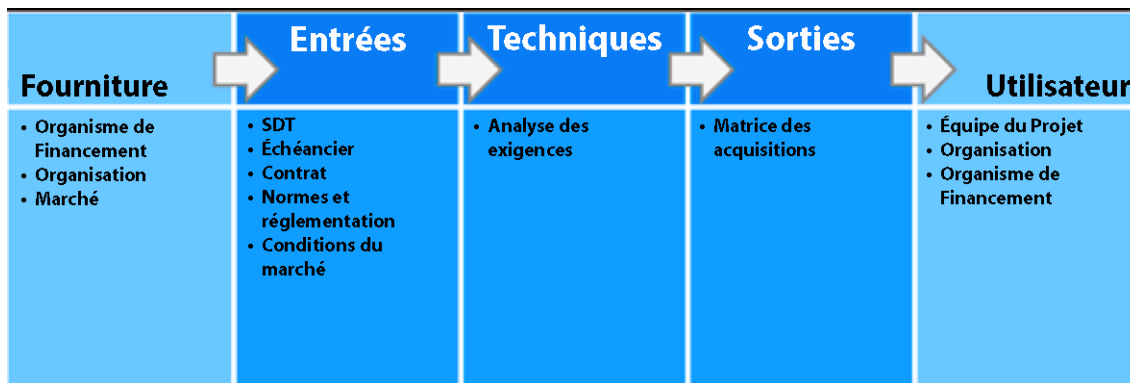 Fourniture
Entrées
Techniques
Sorties
Utilisateur
• Organisme de
Financement
• Organisation
• Marché
• SDT
• Échéancier
• Contrat
• Normes et
réglementation
• Conditions du
marché
• Analyse des
exigences
• Matrice des
acquisitions
• Équipe du Projet
• Organisation
• Organisme de
Financement